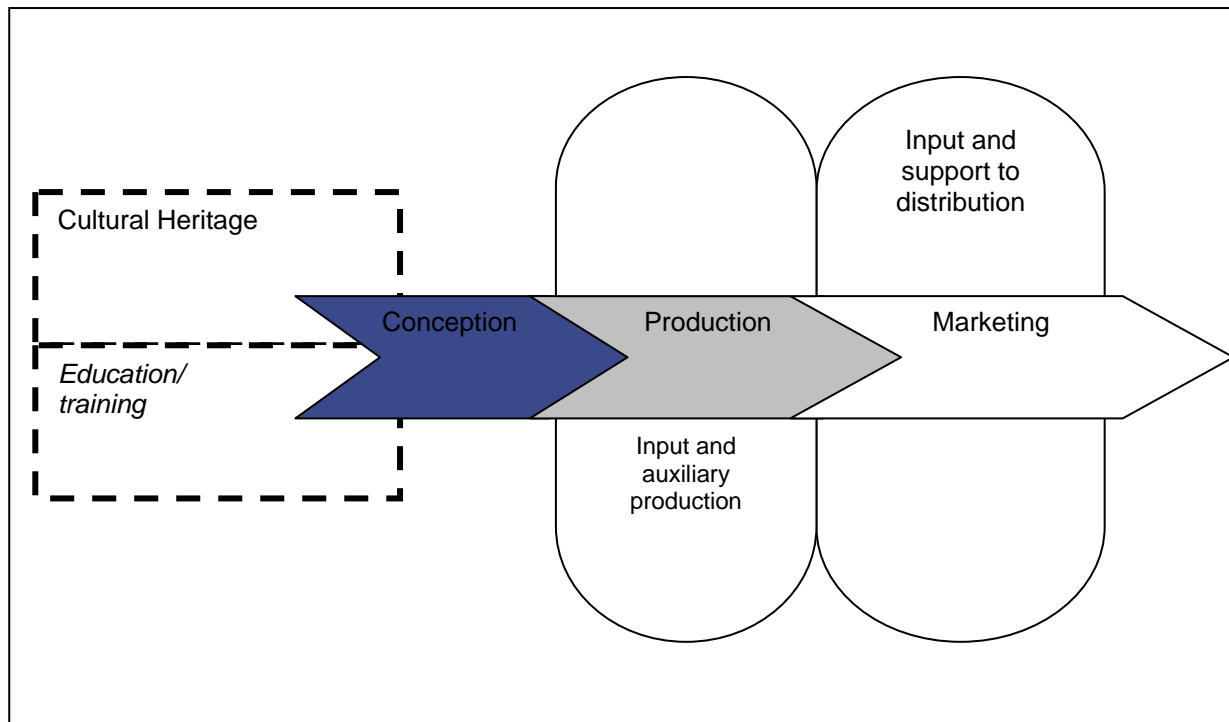 Input and
support to
distribution
Cultural Heritage
Conception
Production
Marketing
Education/
training
Input and
auxiliary
production